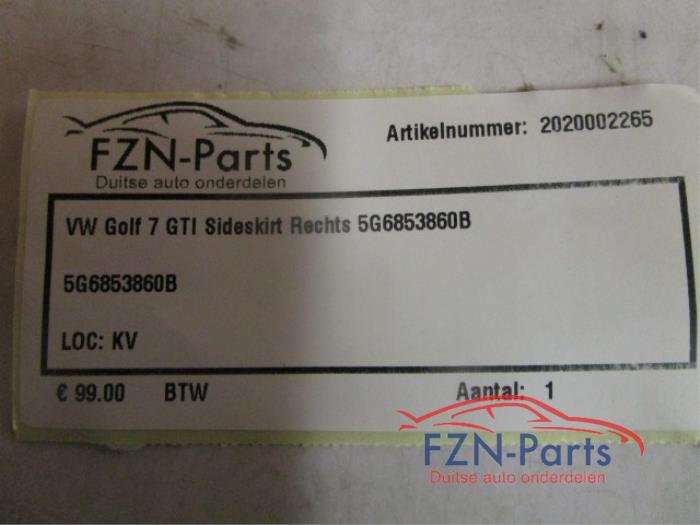 FZN-Parts
Duitse auto onderdelen
Artikelnummer: 2020002265
VW Golf 7 GTI Sideskirt Rechts 5G6853860B
5G6853860B
LOC: KV
€ 99.00 BTW Aantal: 1
FZN-Parts
Duitse auto onderdelen